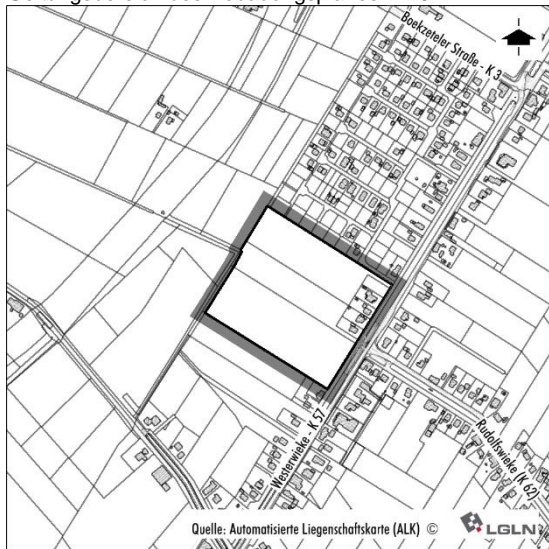 Boekzeteler Straße - K 3
Westerwieke - K 57
Rudolfswieke (K 62)
Quelle: Automatisierte Liegenschaftskarte (ALK) ©
LGLN